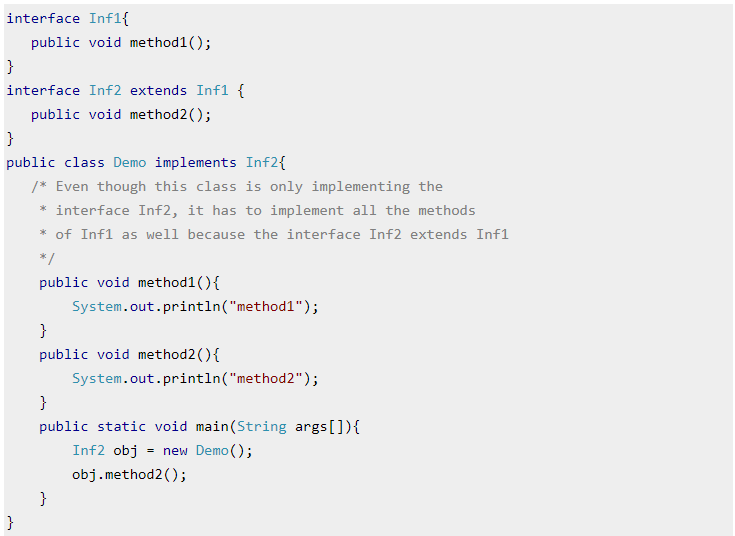 interface Inf1{
   public void method1();
}
interface Inf2 extends Inf1 {
   public void method2();
}
public class Demo implements Inf2{
   /* Even though this class is only implementing the
    * interface Inf2, it has to implement all the methods
    * of Inf1 as well because the interface Inf2 extends Inf1
    */
    public void method1(){
        System.out.println("method1");
    }
    public void method2(){
        System.out.println("method2");
    }
    public static void main(String args[]){
        Inf2 obj = new Demo();
        obj.method2();
    }
}